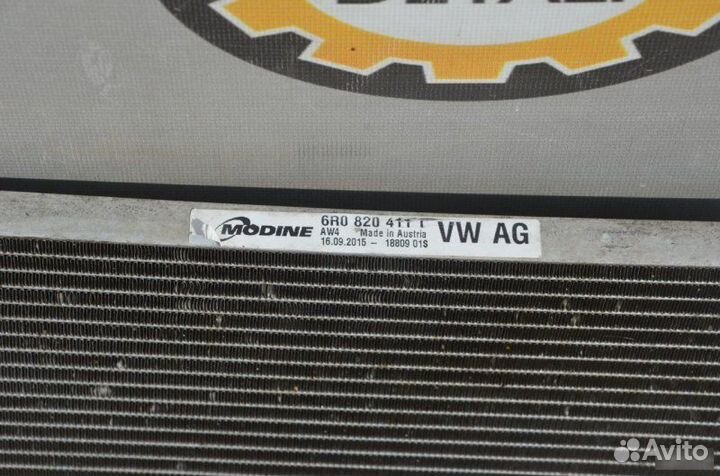 MODINE
6R0 820 411
AW4 Made in Austria
16.09.2015 - 18809 01S
VW AG
Avito